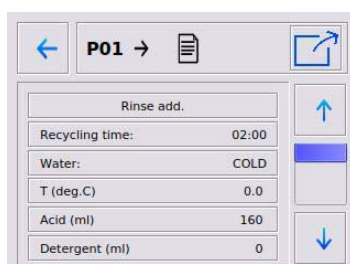 P01 →
Rinse add.
Recycling time: 02:00
Water: COLD
T (deg.C) 0.0
Acid (ml) 160
Detergent (ml) 0